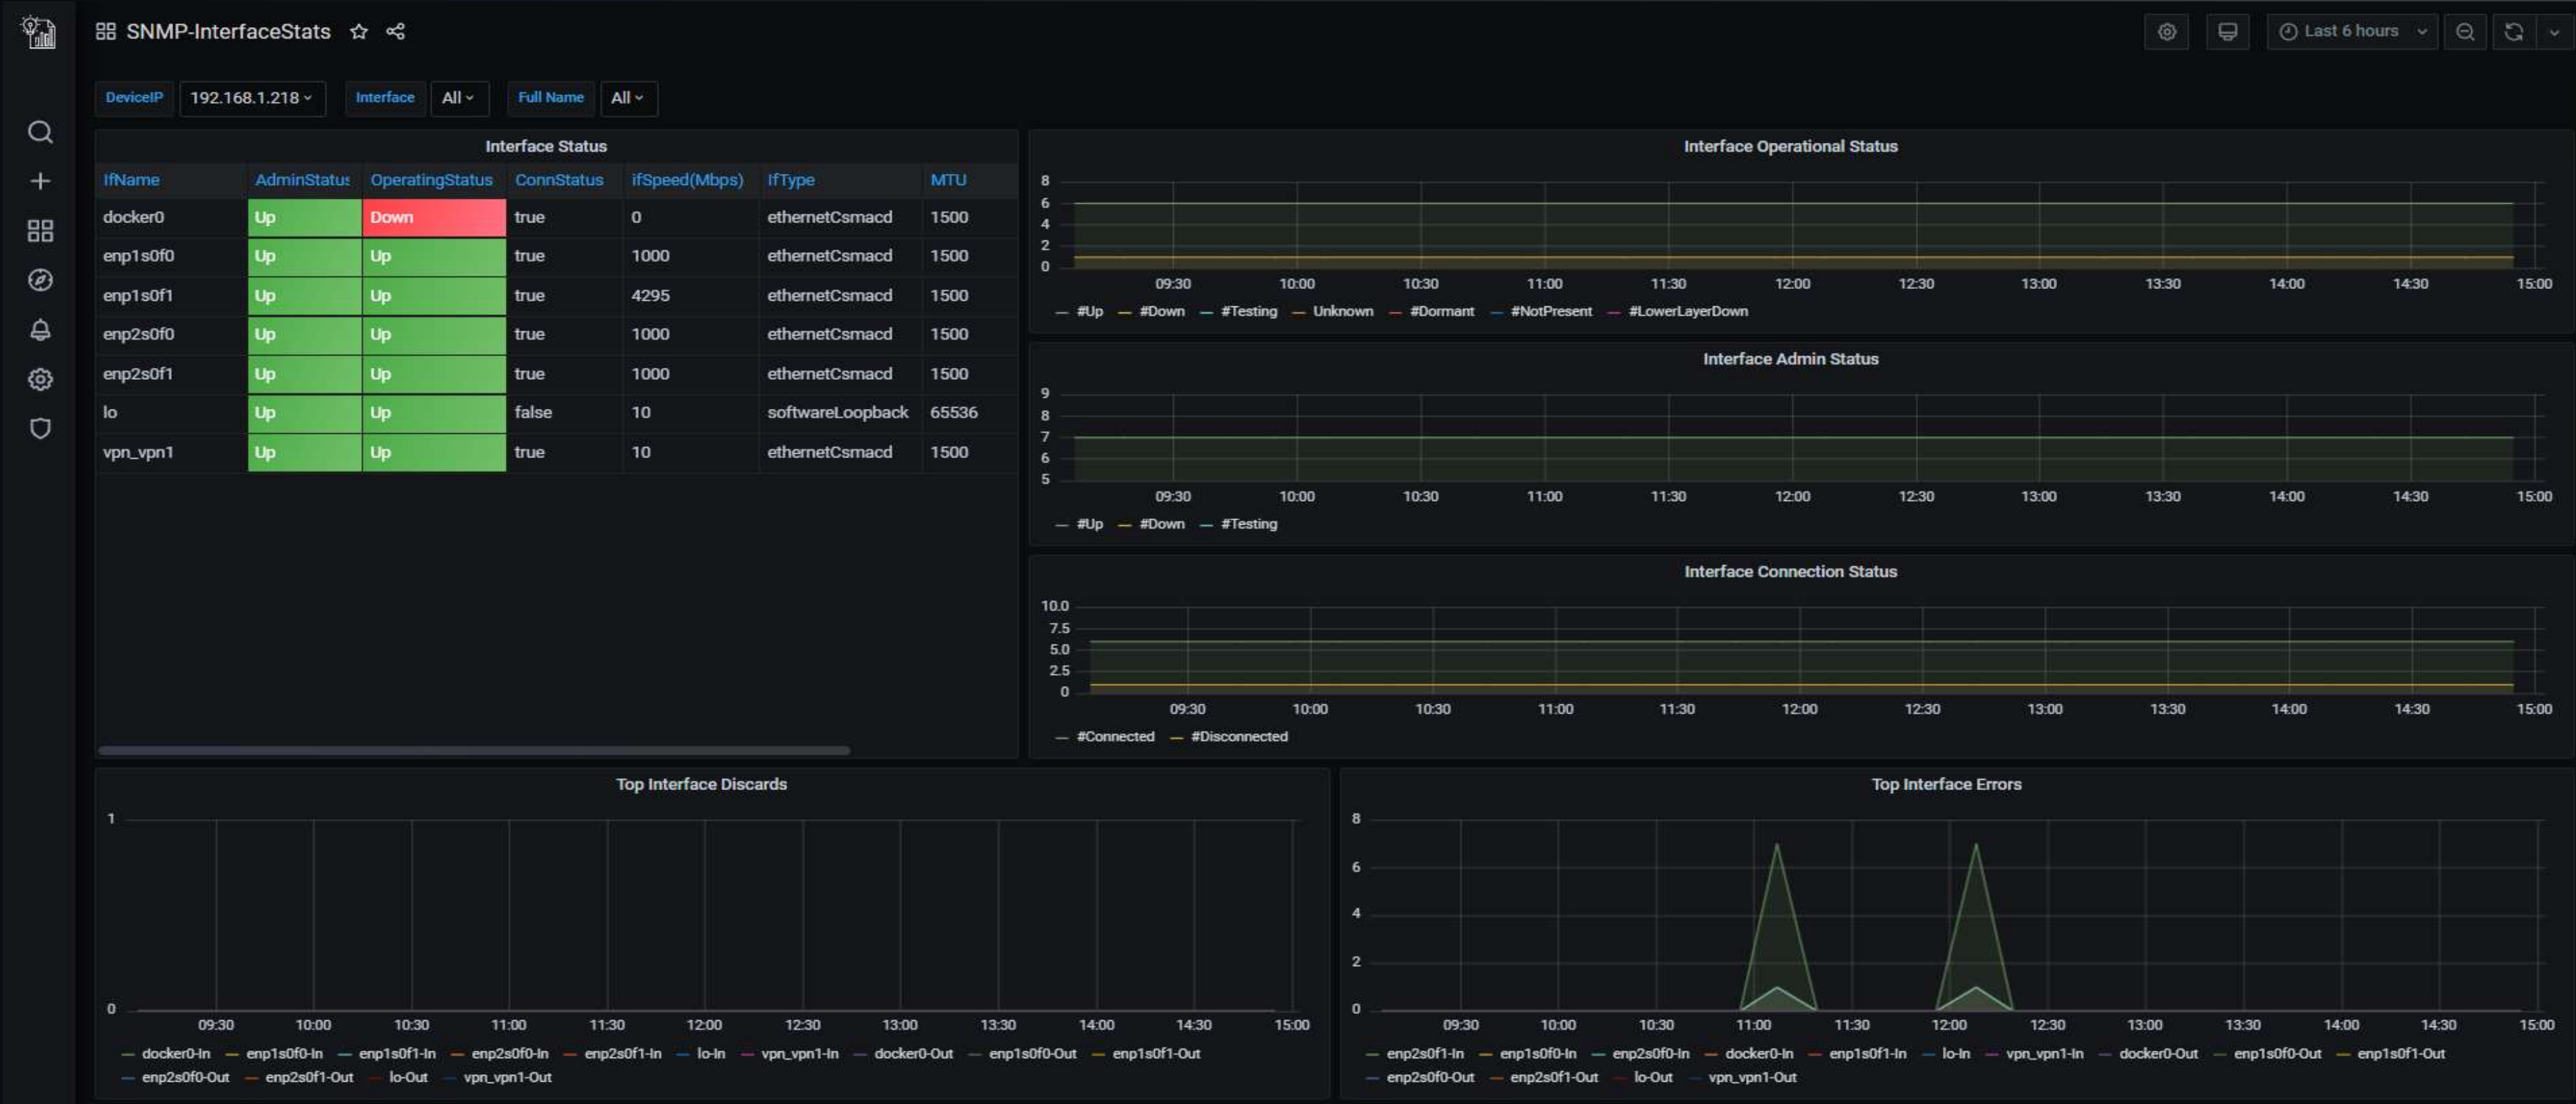 SNMP-InterfaceStats
Last 6 hours
DeviceIP 192.168.1.218 Interface All Full Name All
Interface Status
IfName AdminStatus OperatingStatus ConnStatus ifSpeed(Mbps) IfType MTU
docker0 Up Down true 0 ethernetCsmacd 1500
enp1s0f0 Up Up true 1000 ethernetCsmacd 1500
enp1s0f1 Up Up true 4295 ethernetCsmacd 1500
enp2s0f0 Up Up true 1000 ethernetCsmacd 1500
enp2s0f1 Up Up true 1000 ethernetCsmacd 1500
lo Up Up false 10 softwareLoopback 65536
vpn_vpn1 Up Up true 10 ethernetCsmacd 1500
Interface Operational Status
8
6
4
2
0
09:30 10:00 10:30 11:00 11:30 12:00 12:30 13:00 13:30 14:00 14:30 15:00
#Up #Down #Testing Unknown #Dormant #NotPresent #LowerLayerDown
Interface Admin Status
9
8
7
6
5
09:30 10:00 10:30 11:00 11:30 12:00 12:30 13:00 13:30 14:00 14:30 15:00
#Up #Down #Testing
Interface Connection Status
10.0
7.5
5.0
2.5
0
09:30 10:00 10:30 11:00 11:30 12:00 12:30 13:00 13:30 14:00 14:30 15:00
#Connected #Disconnected
Top Interface Discards
1
0
09:30 10:00 10:30 11:00 11:30 12:00 12:30 13:00 13:30 14:00 14:30 15:00
docker0-In enp1s0f0-In enp1s0f1-In enp2s0f0-In enp2s0f1-In lo-In vpn_vpn1-In docker0-Out enp1s0f0-Out enp1s0f1-Out
enp2s0f0-Out enp2s0f1-Out lo-Out vpn_vpn1-Out
Top Interface Errors
8
6
4
2
0
09:30 10:00 10:30 11:00 11:30 12:00 12:30 13:00 13:30 14:00 14:30 15:00
enp2s0f1-In enp1s0f0-In enp2s0f0-In docker0-In enp1s0f1-In lo-In vpn_vpn1-In docker0-Out enp1s0f0-Out enp1s0f1-Out
enp2s0f0-Out enp2s0f1-Out lo-Out vpn_vpn1-Out